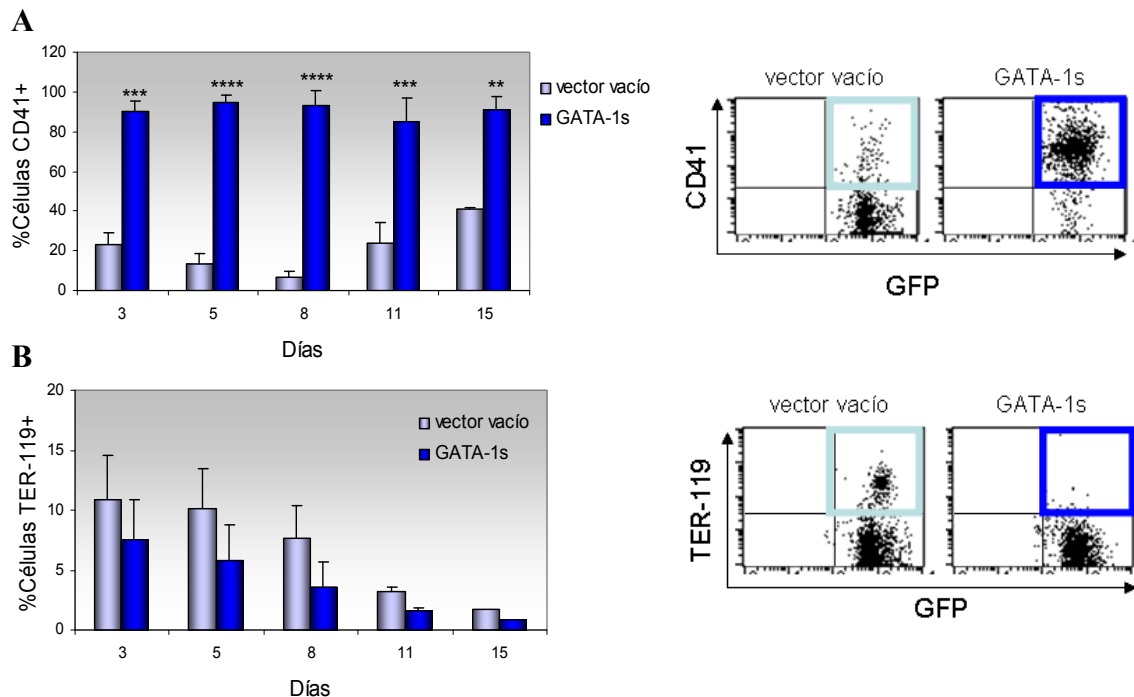 A
%Células CD41+
120
100
80
60
40
20
0
*** **** **** *** **
3 5 8 11 15
Días
vector vacío
GATA-1s
vector vacío GATA-1s
CD41
GFP
B
%Células TER-119+
20
15
10
5
0
vector vacío
GATA-1s
3 5 8 11 15
Días
vector vacío GATA-1s
TER-119
GFP